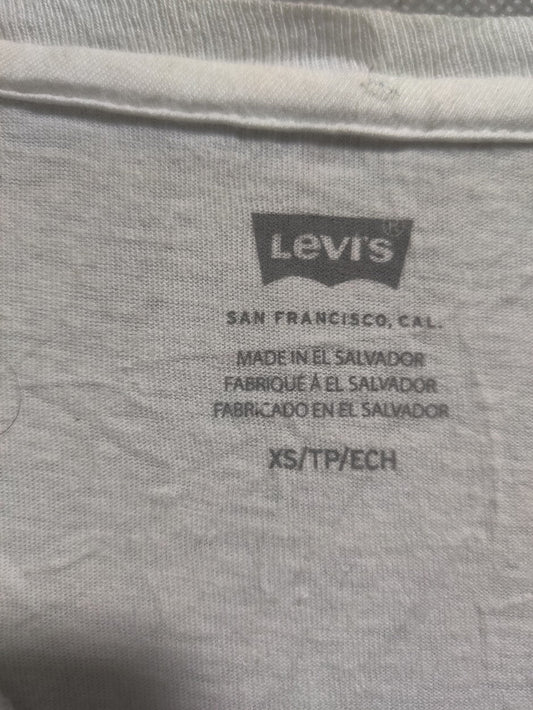 Levi's®
SAN FRANCISCO, CAL.
MADE IN EL SALVADOR
FABRIQUÉ Á EL SALVADOR
FABRICADO EN EL SALVADOR
XS/TP/ECH